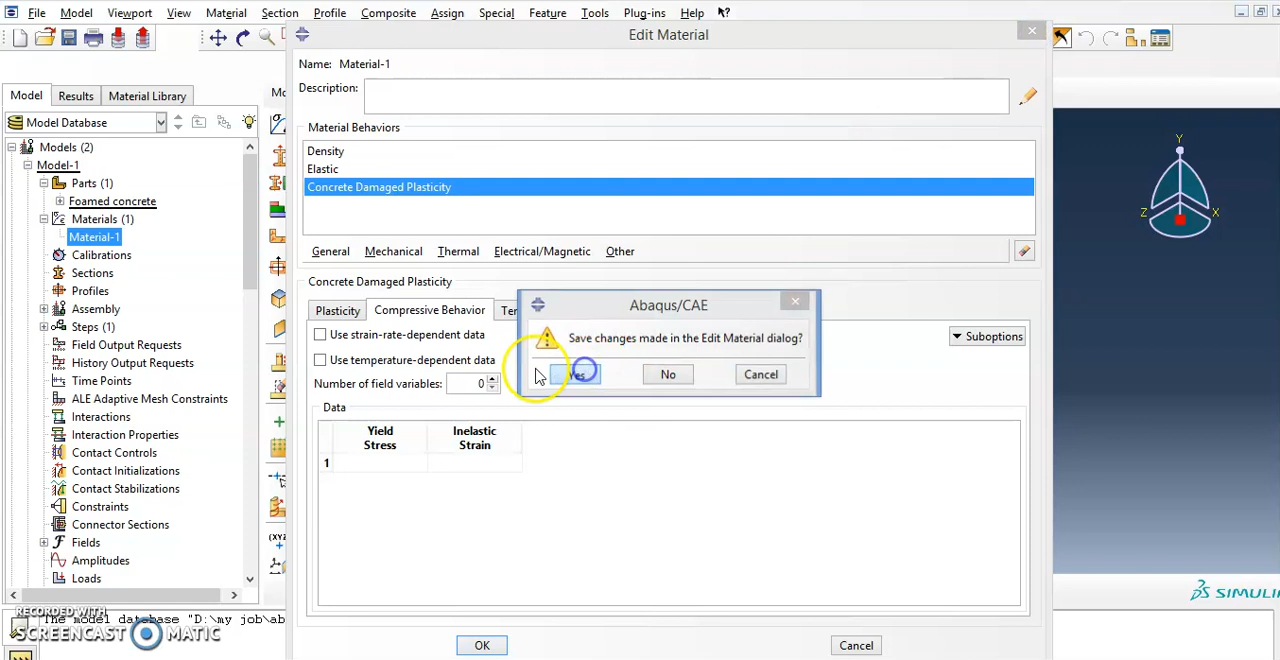 File Model Viewport View Material Section Profile Composite Assign Special Feature Tools Plug-ins Help
Edit Material
Name: Material-1
Description:
Model Results Material Library
Model Database
Models (2)
Model-1
Parts (1)
Foamed concrete
Materials (1)
Material-1
Calibrations
Sections
Profiles
Assembly
Steps (1)
Field Output Requests
History Output Requests
Time Points
ALE Adaptive Mesh Constraints
Interactions
Interaction Properties
Contact Controls
Contact Initializations
Contact Stabilizations
Constraints
Connector Sections
Fields
Amplitudes
Loads
Material Behaviors
Density
Elastic
Concrete Damaged Plasticity
General Mechanical Thermal Electrical/Magnetic Other
Concrete Damaged Plasticity
Plasticity Compressive Behavior
Use strain-rate-dependent data
Suboptions
Use temperature-dependent data
Number of field variables: 0
Data
Yield Stress
Inelastic Strain
1
OK Cancel
Abaqus/CAE
Save changes made in the Edit Material dialog?
Yes No Cancel
Y
Z X
The model database "D:\my job\ab
RECORDED WITH
SCREENCAST MATIC
SIMULI